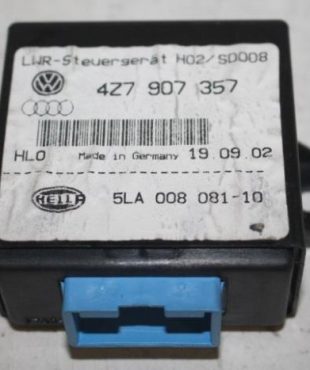 LWR-Steuergerät H02/S0008
4Z7 907 357
HLO Made in Germany 19.09.02
HELLA 5LA 008 081-10